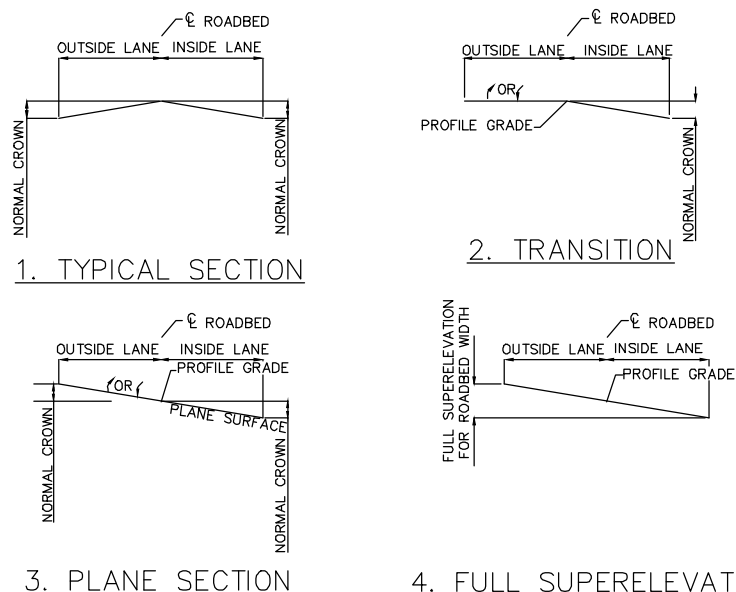 ℄ ROADBED
OUTSIDE LANE
INSIDE LANE
NORMAL CROWN
NORMAL CROWN
1. TYPICAL SECTION
℄ ROADBED
OUTSIDE LANE
INSIDE LANE
OR
PROFILE GRADE
NORMAL CROWN
2. TRANSITION
℄ ROADBED
OUTSIDE LANE
INSIDE LANE
PROFILE GRADE
OR
PLANE SURFACE
NORMAL CROWN
NORMAL CROWN
3. PLANE SECTION
℄ ROADBED
OUTSIDE LANE
INSIDE LANE
PROFILE GRADE
FULL SUPERELEVATION
FOR ROADBED WIDTH
4. FULL SUPERELEVAT